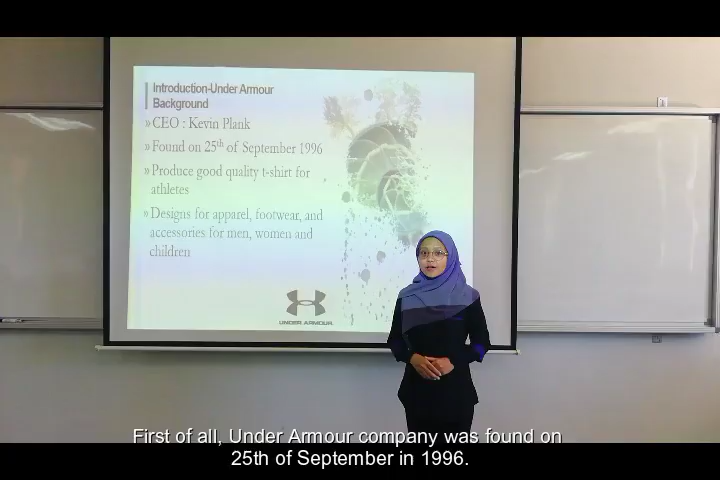 Introduction-Under Armour
Background
» CEO : Kevin Plank
» Found on 25th of September 1996
» Produce good quality t-shirt for
athletes
» Designs for apparel, footwear, and
accessories for men, women and
children
UNDER ARMOUR.
First of all, Under Armour company was found on
25th of September in 1996.